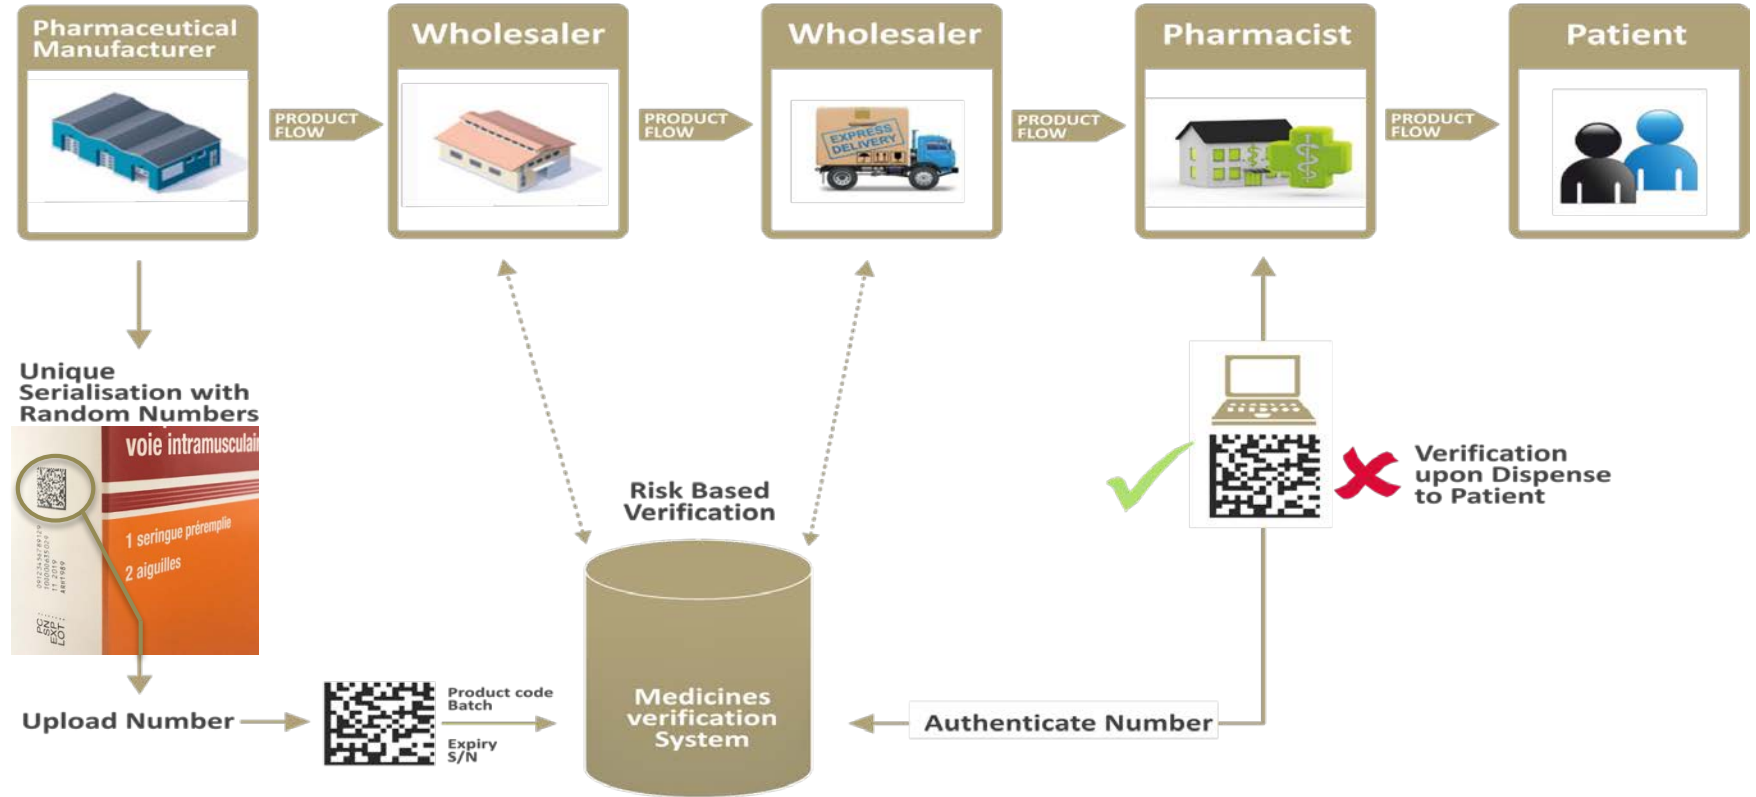 Pharmaceutical
Manufacturer
Wholesaler
Wholesaler
Pharmacist
Patient
PRODUCT
FLOW
PRODUCT
FLOW
PRODUCT
FLOW
PRODUCT
FLOW
EXPRESS
DELIVERY
Unique
Serialisation with
Random Numbers
voie intramusculair
1 seringue préremplie
2 aiguilles
PC:
SN:
EXP:
LOT:
11 2019
Risk Based
Verification
Verification
upon Dispense
to Patient
Upload Number
Product code
Batch
Expiry
S/N
Medicines
verification
System
Authenticate Number